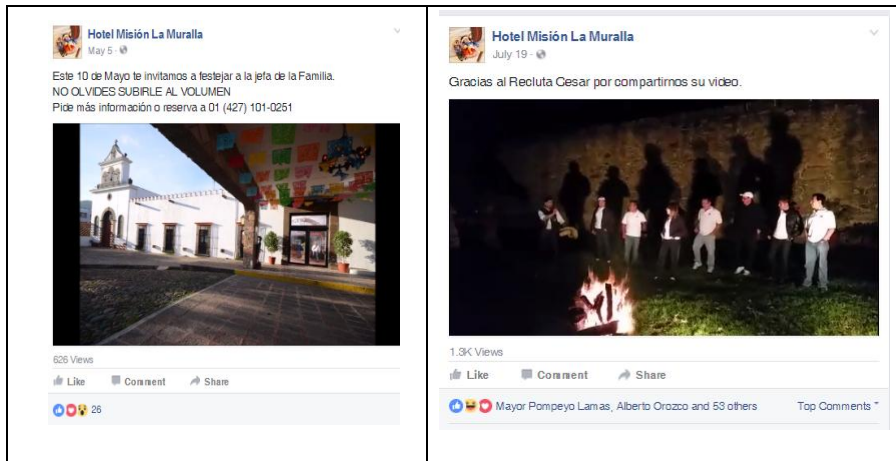 Hotel Misión La Muralla
May 5 ·
Este 10 de Mayo te invitamos a festejar a la jefa de la Familia.
NO OLVIDES SUBIRLE AL VOLUMEN
Pide más información o reserva a 01 (427) 101-0251
626 Views
Like Comment Share
26
Hotel Misión La Muralla
July 19 ·
Gracias al Recluta Cesar por compartirnos su video.
1.3K Views
Like Comment Share
Mayor Pompeyo Lamas, Alberto Orozco and 53 others Top Comments